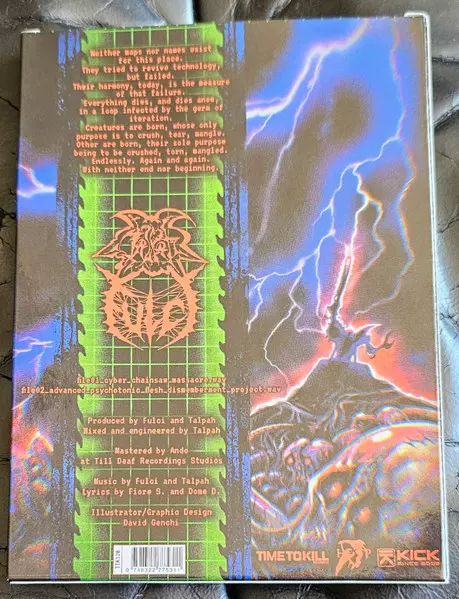 Neither maps nor names exist
for this place.
They tried to revive technology,
but failed.
Their harmony, today, is the measure
of that failure.
Everything dies, and dies anew,
in a loop infected by the germ of
iteration.
Creatures are born, whose only
purpose is to crush, tear, mangle.
Other are born, their sole purpose
being to be crushed, torn, mangled.
Endlessly. Again and again.
With neither end nor beginning.
file01_cyber_chainsaw_massacre.wav
file02_advanced_psychotonic_flesh_dismemberment_project.wav
Produced by Fulci and Talpah
Mixed and engineered by Talpah
Mastered by Ando
at Till Deaf Recordings Studios
Music by Fulci and Talpah
Lyrics by Fiore S. and Dome D.
Illustrator/Graphic Design
David Genchi
TIME TO KILL
KICK